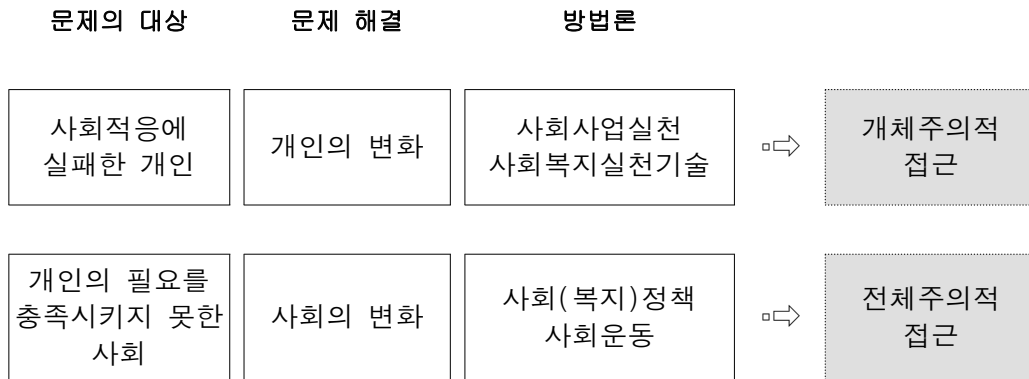 문제의 대상 문제 해결 방법론
사회적응에
실패한 개인
개인의 변화
사회사업실천
사회복지실천기술
개체주의적
접근
개인의 필요를
충족시키지 못한
사회
사회의 변화
사회(복지)정책
사회운동
전체주의적
접근